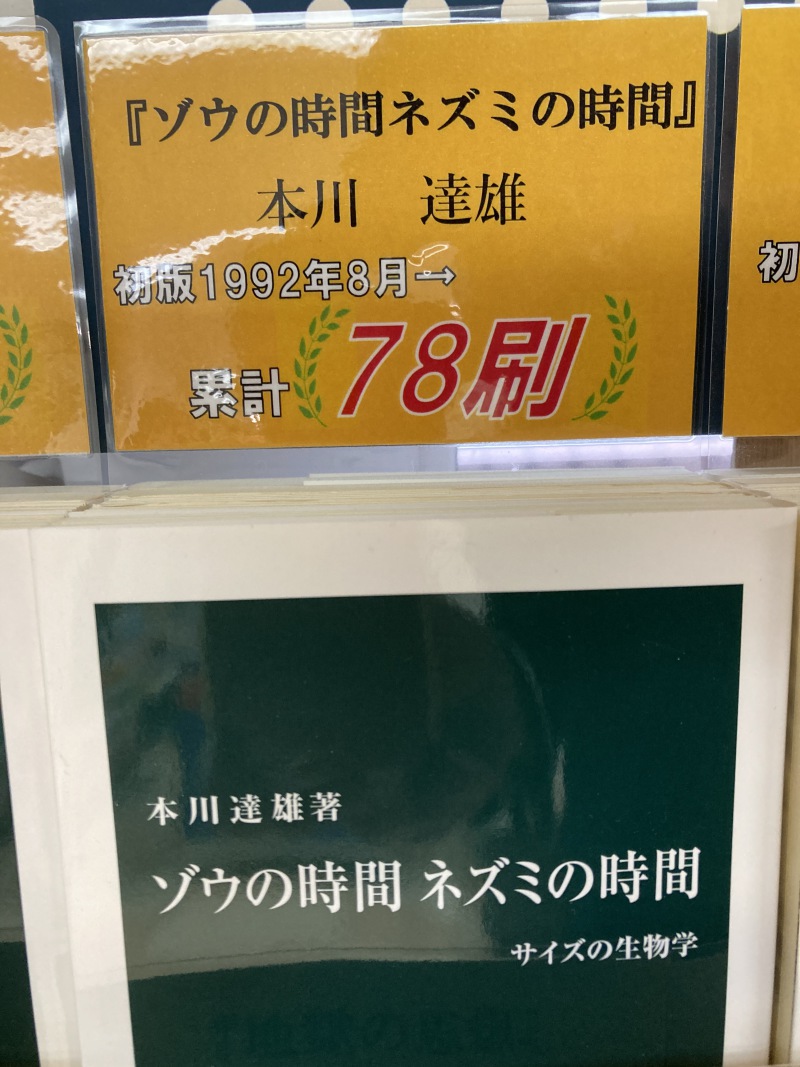 『ゾウの時間ネズミの時間』
本川　達雄
初版1992年8月→
累計 78刷
初
本川達雄著
ゾウの時間 ネズミの時間
サイズの生物学